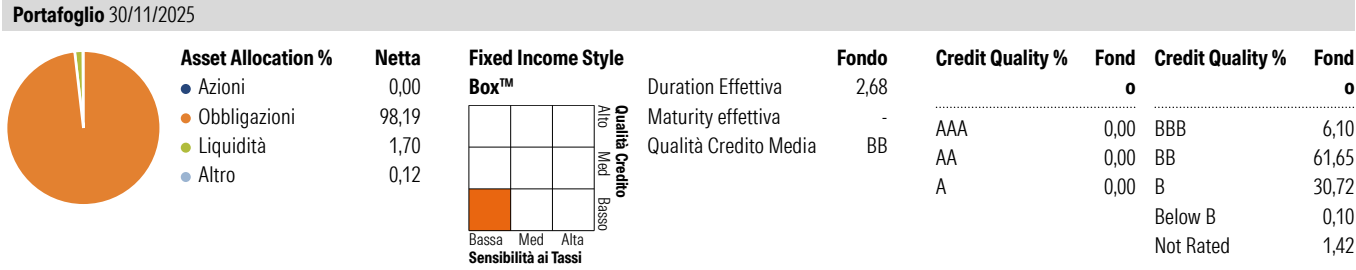 Portafoglio 30/11/2025
Asset Allocation % Netta
Azioni 0,00
Obbligazioni 98,19
Liquidità 1,70
Altro 0,12
Fixed Income Style
Box™
Alto Med Basso
Qualità Credito
Bassa Med Alta
Sensibilità ai Tassi
Fondo
Duration Effettiva 2,68
Maturity effettiva -
Qualità Credito Media BB
Credit Quality % Fond
o
AAA 0,00
AA 0,00
A 0,00
Credit Quality % Fond
o
BBB 6,10
BB 61,65
B 30,72
Below B 0,10
Not Rated 1,42